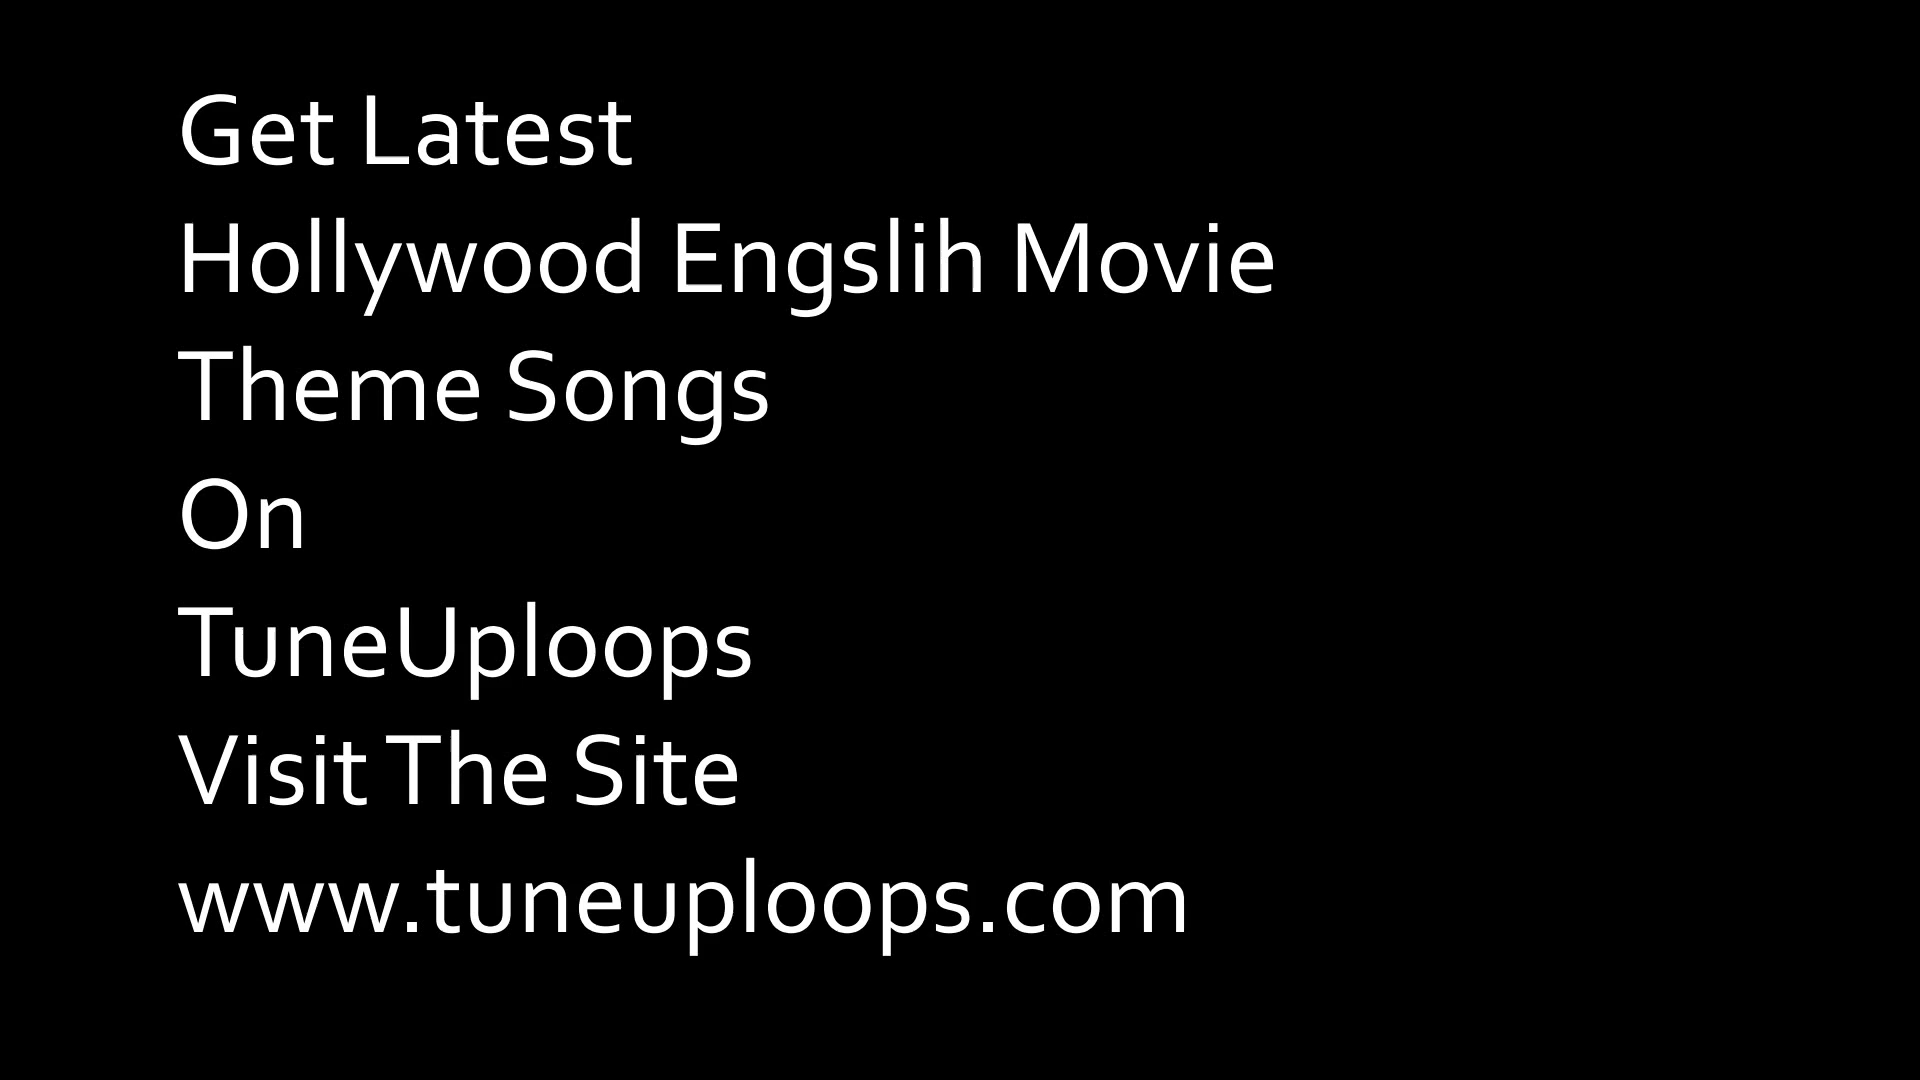 Get Latest
Hollywood Engslih Movie
Theme Songs
On
TuneUploops
Visit The Site
www.tuneuploops.com